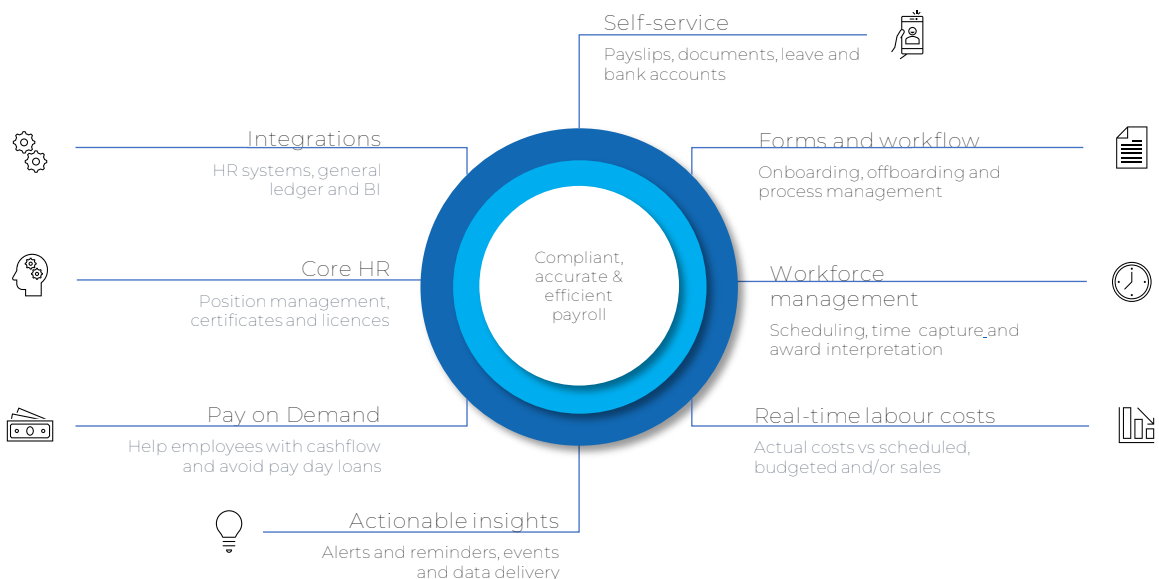 Self-service
Payslips, documents, leave and
bank accounts
Integrations
HR systems, general
ledger and BI
Forms and workflow
Onboarding, offboarding and
process management
Core HR
Position management,
certificates and licences
Compliant,
accurate &
efficient
payroll
Workforce
management
Scheduling, time capture and
award interpretation
Pay on Demand
Help employees with cashflow
and avoid pay day loans
Real-time labour costs
Actual costs vs scheduled,
budgeted and/or sales
Actionable insights
Alerts and reminders, events
and data delivery